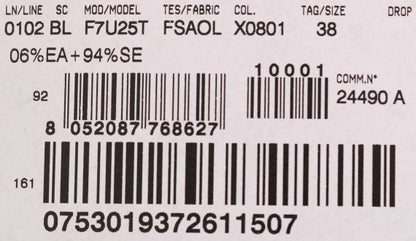 LN/LINE SC MOD/MODEL TES/FABRIC COL. TAG/SIZE DROP
0102 BL F7U25T FSAOL X0801 38
06%EA+94%SE
10001
COMM.N°
92
24490 A
8 052087 768627
161
0753019372611507